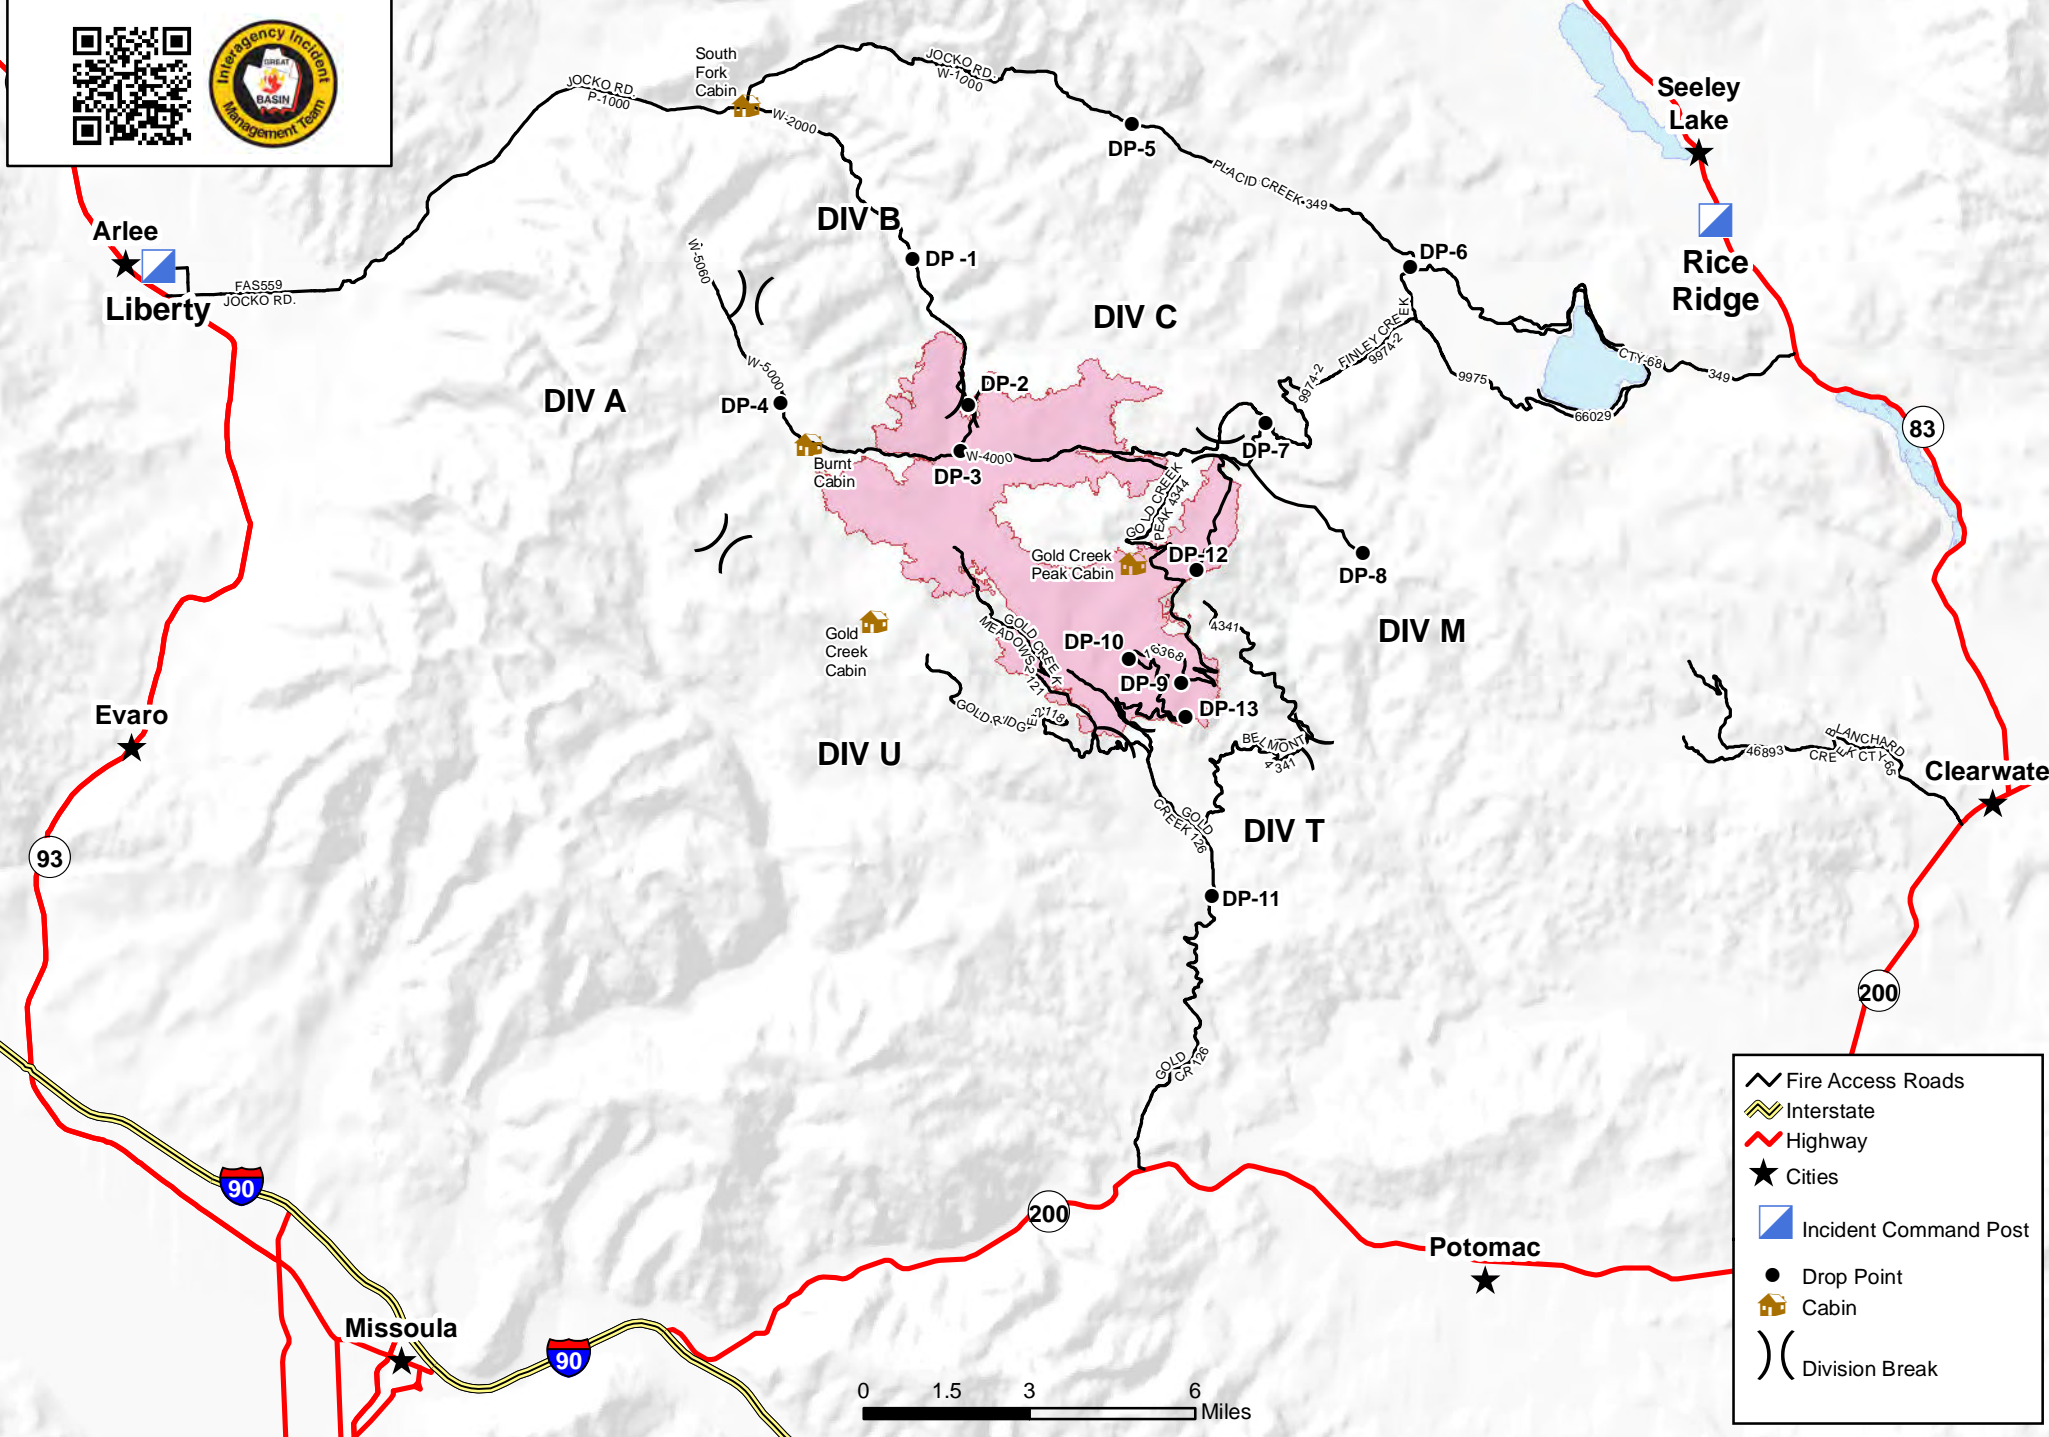 Interagency Incident
GREAT
BASIN
Management Team
South
Fork
Cabin
JOCKO RD.
W-1000
JOCKO RD.
P-1000
W-2000
Seeley
Lake
DP-5
PLACID CREEK 349
DIV B
Arlee
W-5060
DP -1
DP-6
Rice
Ridge
FAS559
JOCKO RD.
Liberty
DIV C
FINLEY CREEK
9974-2
CTY-68
349
W-5000
DP-2
9974-2
9975
DIV A
DP-4
66029
83
DP-7
W-4000
Burnt
Cabin
DP-3
GOLD CREEK
PEAK 4344
Gold Creek
Peak Cabin
DP-12
DP-8
4341
DIV M
Gold
Creek
Cabin
GOLD CREEK
MEADOWS 2121
DP-10
16368
DP-9
GOLD RIDGE 2118
DP-13
Evaro
DIV U
BELMONT
4341
46893
BLANCHARD
CREEK CTY-65
Clearwate
GOLD
CREEK 126
DIV T
93
DP-11
200
GOLD
CR 126
Fire Access Roads
Interstate
Highway
Cities
Incident Command Post
Drop Point
Cabin
Division Break
90
200
Potomac
Missoula
90
0 1.5 3 6
Miles